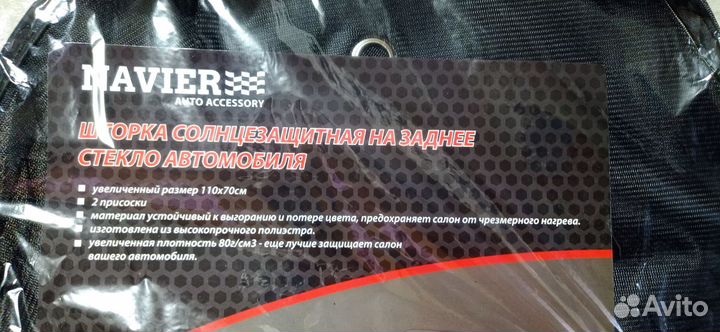 NAVIER
AUTO ACCESSORY
ШТОРКА СОЛНЦЕЗАЩИТНАЯ НА ЗАДНЕЕ
СТЕКЛО АВТОМОБИЛЯ
увеличенный размер 110х70см
2 присоски
материал устойчивый к выгоранию и потере цвета, предохраняет салон от чрезмерного нагрева.
изготовлена из высокопрочного полиэстра.
увеличенная плотность 80г/см3 - еще лучше защищает салон
вашего автомобиля.
Avito